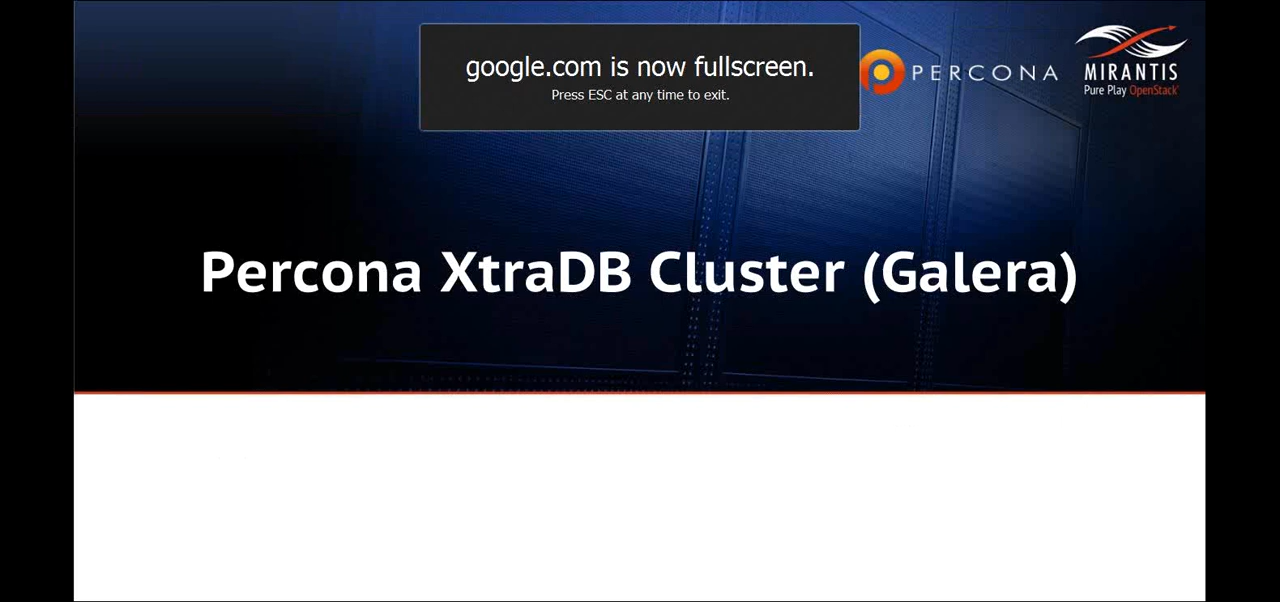 google.com is now fullscreen.
Press ESC at any time to exit.
PERCONA
MIRANTIS
Pure Play OpenStack®
Percona XtraDB Cluster (Galera)